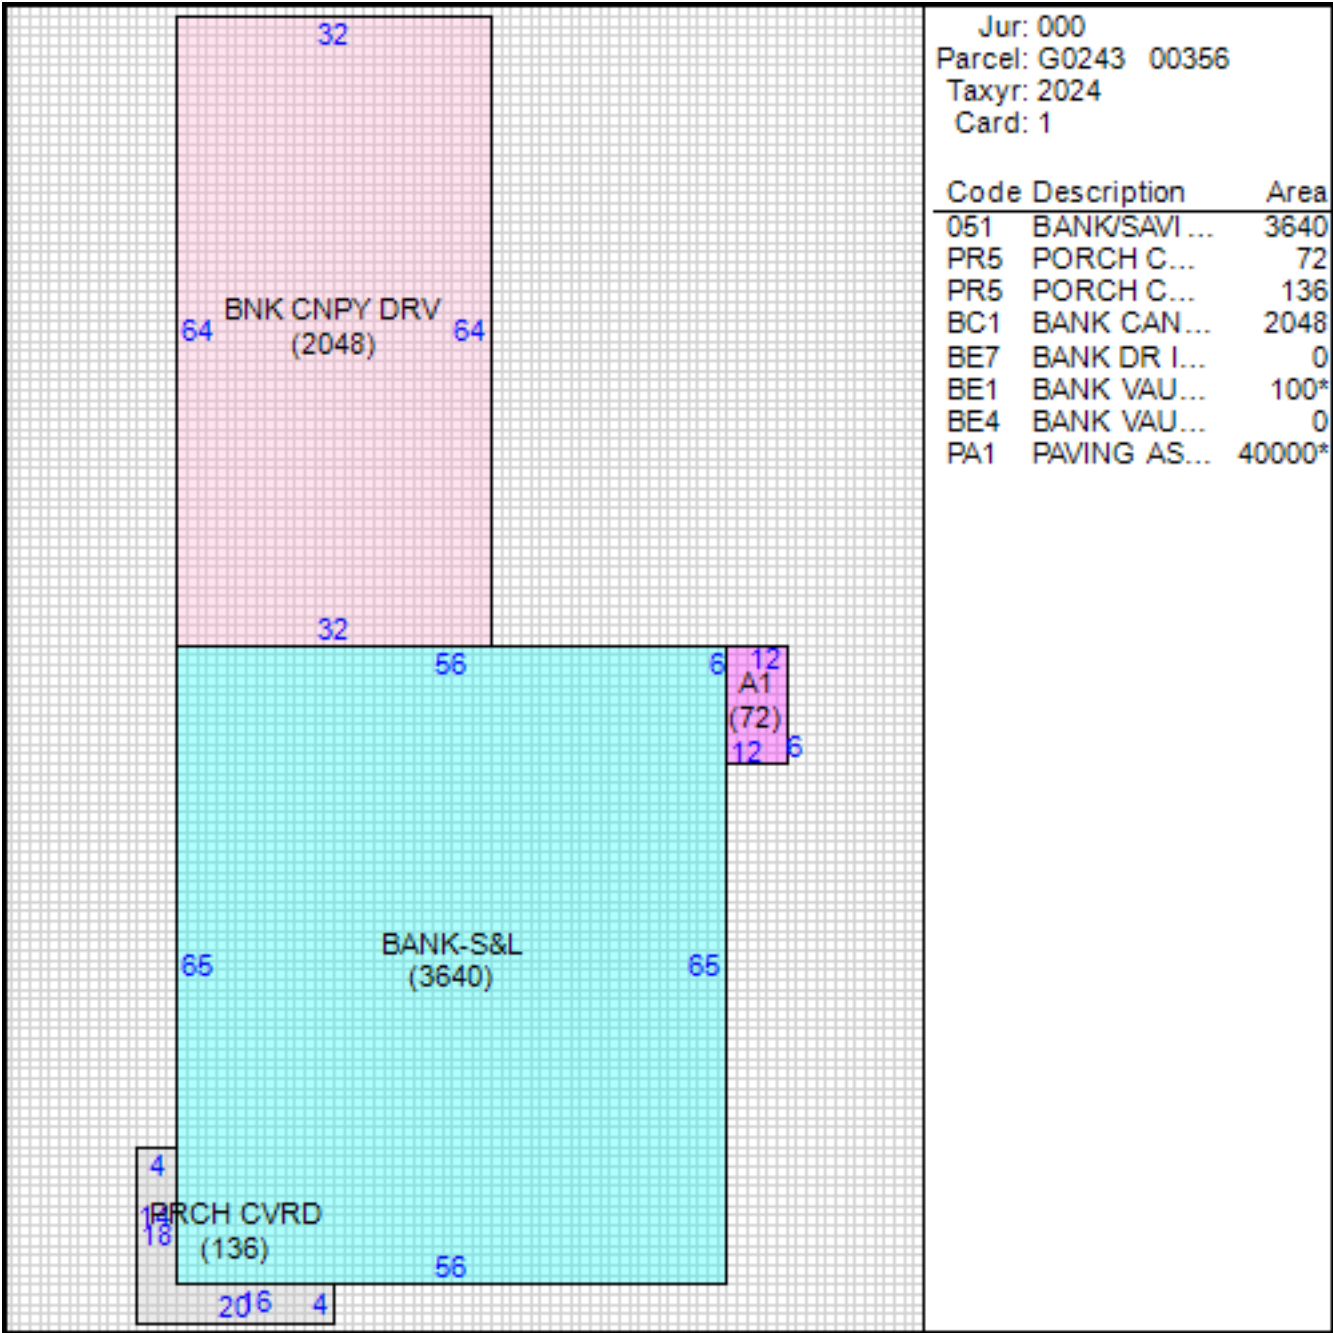 32
BNK CNPY DRV
(2048)
64
64
32
56
6
12
A1
(72)
12
6
BANK-S&L
(3640)
65
65
4
14
PRCH CVRD
18
(136)
56
20
16
4
Jur: 000
Parcel: G0243 00356
Taxyr: 2024
Card: 1
Code Description Area
051 BANK/SAVI... 3640
PR5 PORCH C... 72
PR5 PORCH C... 136
BC1 BANK CAN... 2048
BE7 BANK DR I... 0
BE1 BANK VAU... 100*
BE4 BANK VAU... 0
PA1 PAVING AS... 40000*